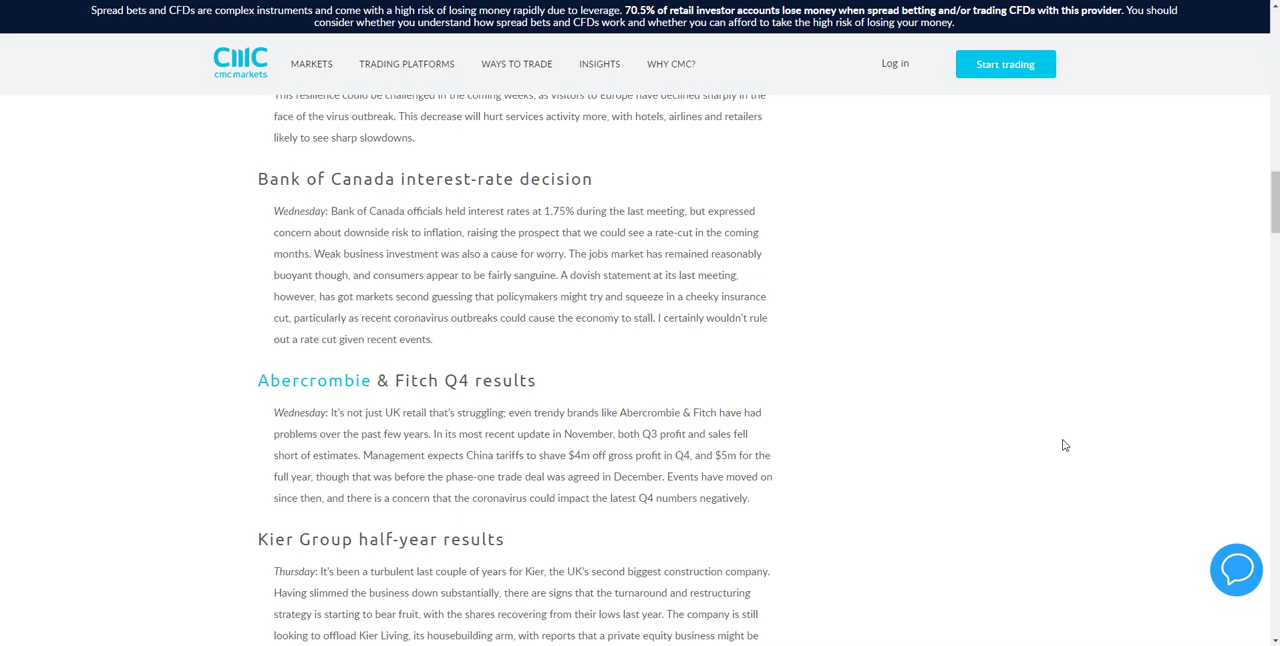 Spread bets and CFDs are complex instruments and come with a high risk of losing money rapidly due to leverage. 70.5% of retail investor accounts lose money when spread betting and/or trading CFDs with this provider. You should
consider whether you understand how spread bets and CFDs work and whether you can afford to take the high risk of losing your money.
CMC
cmc markets
MARKETS TRADING PLATFORMS WAYS TO TRADE INSIGHTS WHY CMC? Log in Start trading
This resilience could be challenged in the coming weeks, as visitors to Europe have declined sharply in the
face of the virus outbreak. This decrease will hurt services activity more, with hotels, airlines and retailers
likely to see sharp slowdowns.
Bank of Canada interest-rate decision
Wednesday: Bank of Canada officials held interest rates at 1.75% during the last meeting, but expressed
concern about downside risk to inflation, raising the prospect that we could see a rate-cut in the coming
months. Weak business investment was also a cause for worry. The jobs market has remained reasonably
buoyant though, and consumers appear to be fairly sanguine. A dovish statement at its last meeting,
however, has got markets second guessing that policymakers might try and squeeze in a cheeky insurance
cut, particularly as recent coronavirus outbreaks could cause the economy to stall. I certainly wouldn't rule
out a rate cut given recent events.
Abercrombie & Fitch Q4 results
Wednesday: It's not just UK retail that's struggling; even trendy brands like Abercrombie & Fitch have had
problems over the past few years. In its most recent update in November, both Q3 profit and sales fell
short of estimates. Management expects China tariffs to shave $4m off gross profit in Q4, and $5m for the
full year, though that was before the phase-one trade deal was agreed in December. Events have moved on
since then, and there is a concern that the coronavirus could impact the latest Q4 numbers negatively.
Kier Group half-year results
Thursday: It's been a turbulent last couple of years for Kier, the UK's second biggest construction company.
Having slimmed the business down substantially, there are signs that the turnaround and restructuring
strategy is starting to bear fruit, with the shares recovering from their lows last year. The company is still
looking to offload Kier Living, its housebuilding arm, with reports that a private equity business might be